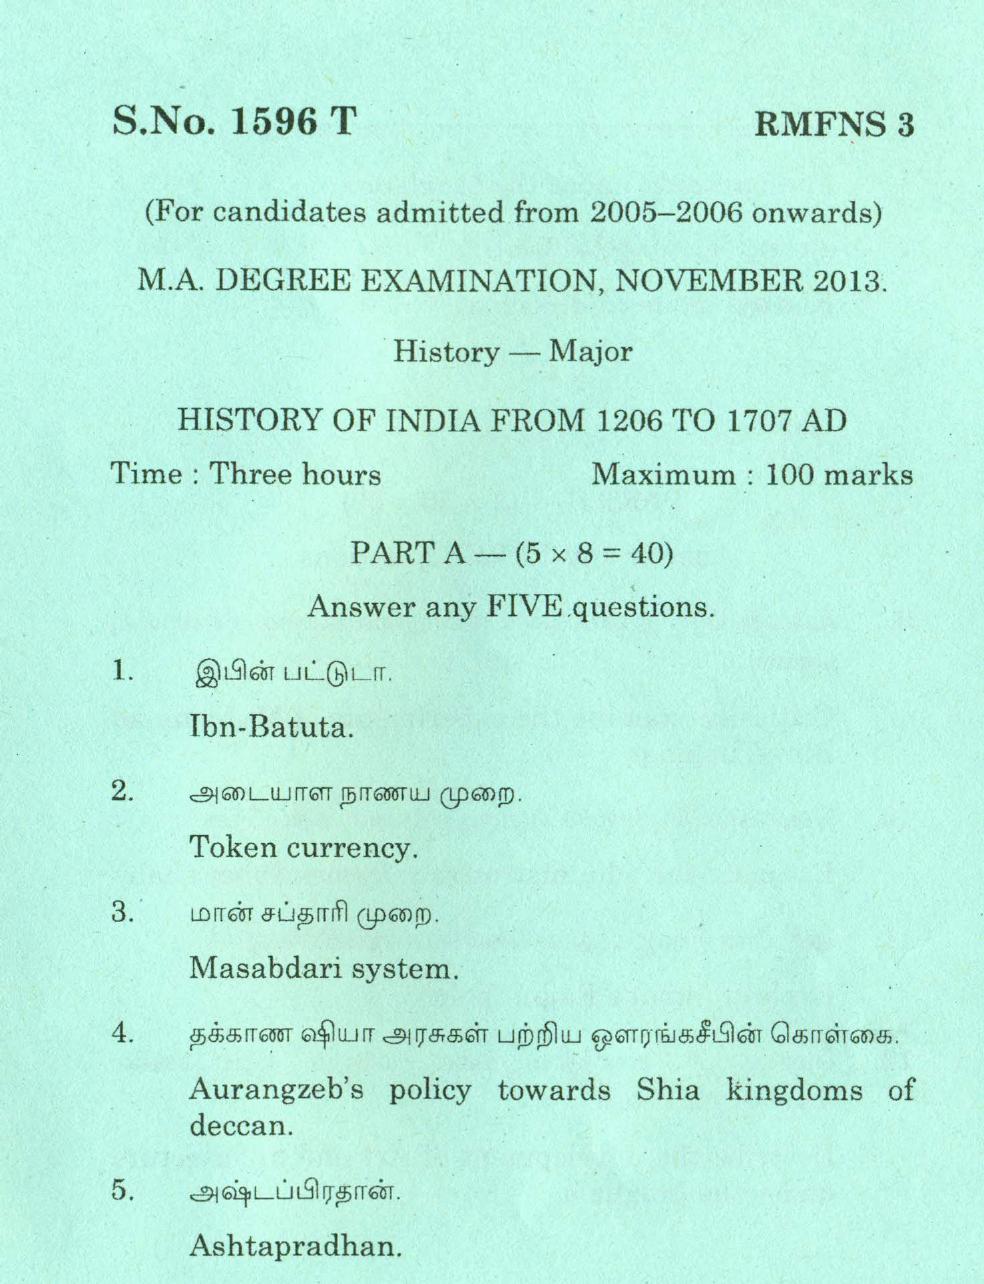 S.No. 1596 T RMFNS 3
(For candidates admitted from 2005–2006 onwards)
M.A. DEGREE EXAMINATION, NOVEMBER 2013.
History — Major
HISTORY OF INDIA FROM 1206 TO 1707 AD
Time : Three hours Maximum : 100 marks
PART A — (5 × 8 = 40)
Answer any FIVE questions.
1. இபின் பட்டுடா.
Ibn-Batuta.
2. அடையாள நாணய முறை.
Token currency.
3. மான் சப்தாரி முறை.
Masabdari system.
4. தக்காண ஷியா அரசுகள் பற்றிய ஔரங்கசீபின் கொள்கை.
Aurangzeb's policy towards Shia kingdoms of
deccan.
5. அஷ்டப்பிரதான்.
Ashtapradhan.